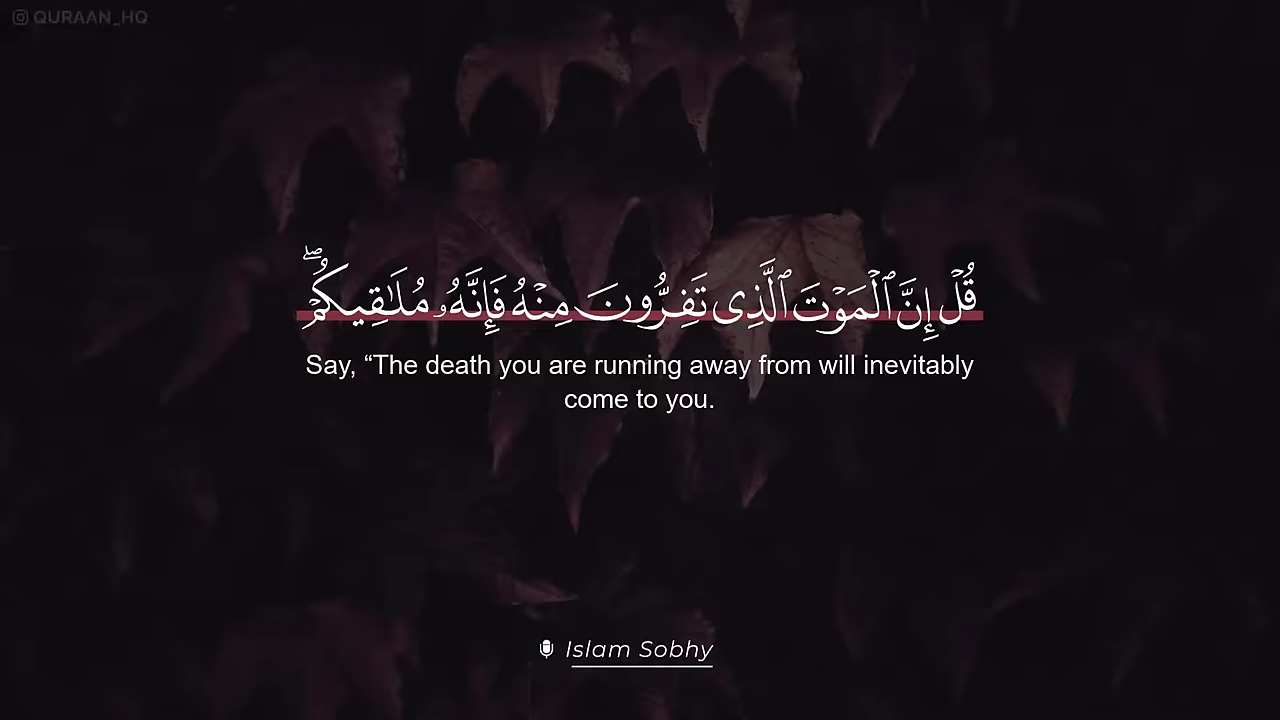 QURAAN_HQ
قُلْ إِنَّ ٱلْمَوْتَ ٱلَّذِى تَفِرُّونَ مِنْهُ فَإِنَّهُۥ مُلَـٰقِيكُمْ ۖ
Say, “The death you are running away from will inevitably
come to you.
Islam Sobhy